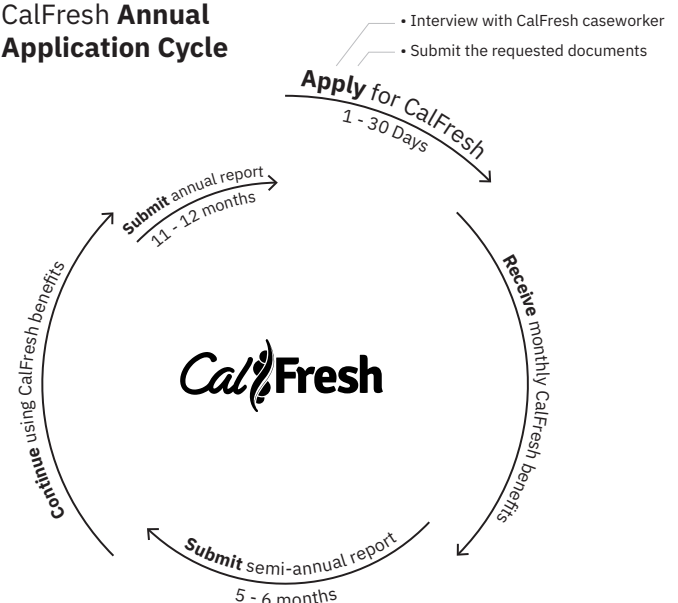 CalFresh Annual
Application Cycle
• Interview with CalFresh caseworker
• Submit the requested documents
Apply for CalFresh
1 - 30 Days
Receive monthly CalFresh benefits
Submit semi-annual report
5 - 6 months
Continue using CalFresh benefits
Submit annual report
11 - 12 months
CalFresh